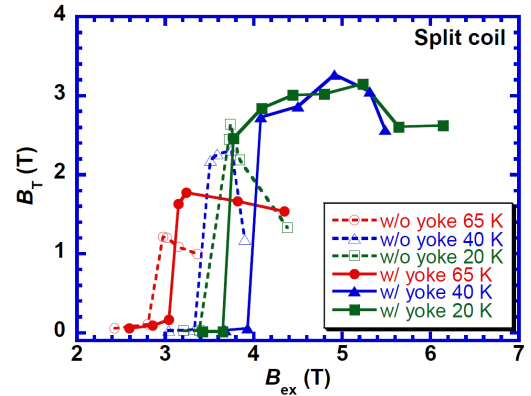 Split coil
4
3
2
1
0
B_T (T)
2
3
4
5
6
7
B_ex (T)
w/o yoke 65 K
w/o yoke 40 K
w/o yoke 20 K
w/ yoke 65 K
w/ yoke 40 K
w/ yoke 20 K